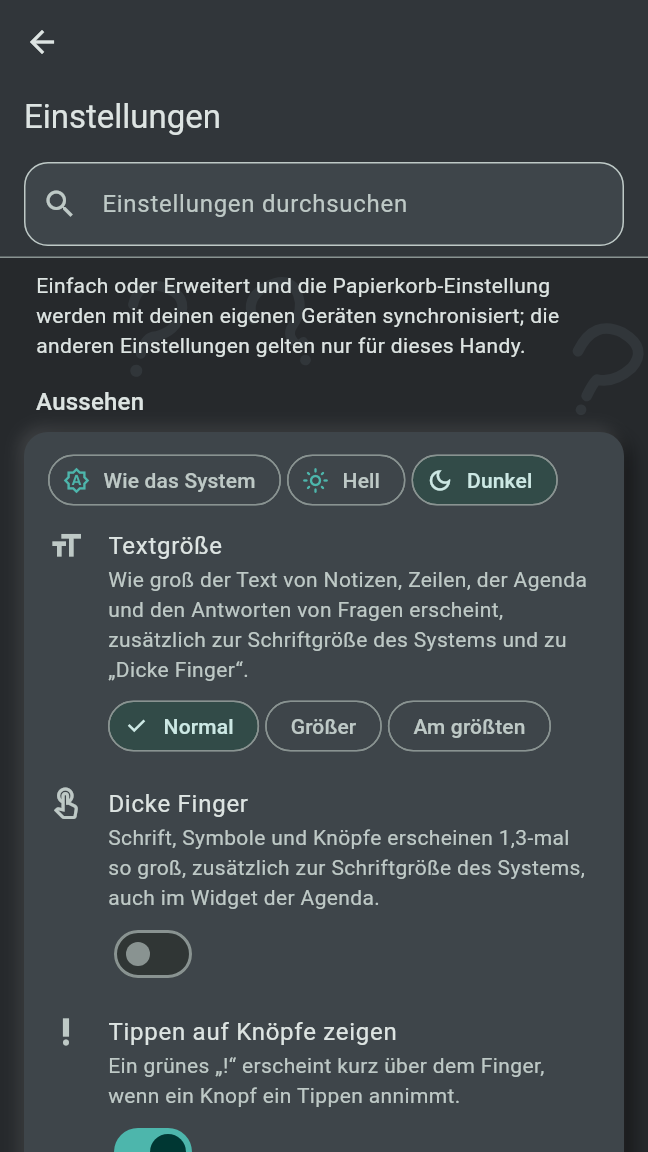 Einstellungen
Einstellungen durchsuchen
Einfach oder Erweitert und die Papierkorb-Einstellung
werden mit deinen eigenen Geräten synchronisiert; die
anderen Einstellungen gelten nur für dieses Handy.
Aussehen
Wie das System
Hell
Dunkel
Textgröße
Wie groß der Text von Notizen, Zeilen, der Agenda
und den Antworten von Fragen erscheint,
zusätzlich zur Schriftgröße des Systems und zu
„Dicke Finger“.
Normal
Größer
Am größten
Dicke Finger
Schrift, Symbole und Knöpfe erscheinen 1,3-mal
so groß, zusätzlich zur Schriftgröße des Systems,
auch im Widget der Agenda.
Tippen auf Knöpfe zeigen
Ein grünes „!“ erscheint kurz über dem Finger,
wenn ein Knopf ein Tippen annimmt.